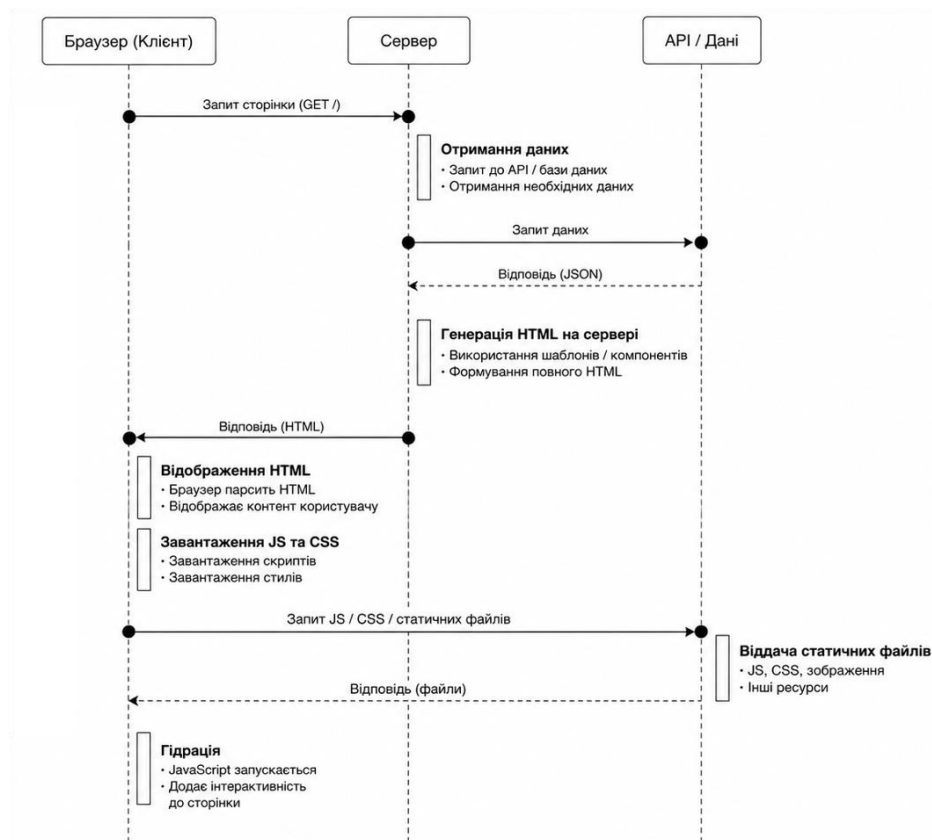 Браузер (Клієнт)
Сервер
API / Дані
Запит сторінки (GET /)
Отримання даних
· Запит до API / бази даних
· Отримання необхідних даних
Запит даних
Відповідь (JSON)
Генерація HTML на сервері
· Використання шаблонів / компонентів
· Формування повного HTML
Відповідь (HTML)
Відображення HTML
· Браузер парсить HTML
· Відображає контент користувачу
Завантаження JS та CSS
· Завантаження скриптів
· Завантаження стилів
Запит JS / CSS / статичних файлів
Віддача статичних файлів
· JS, CSS, зображення
· Інші ресурси
Відповідь (файли)
Гідрація
· JavaScript запускається
· Додає інтерактивність
до сторінки